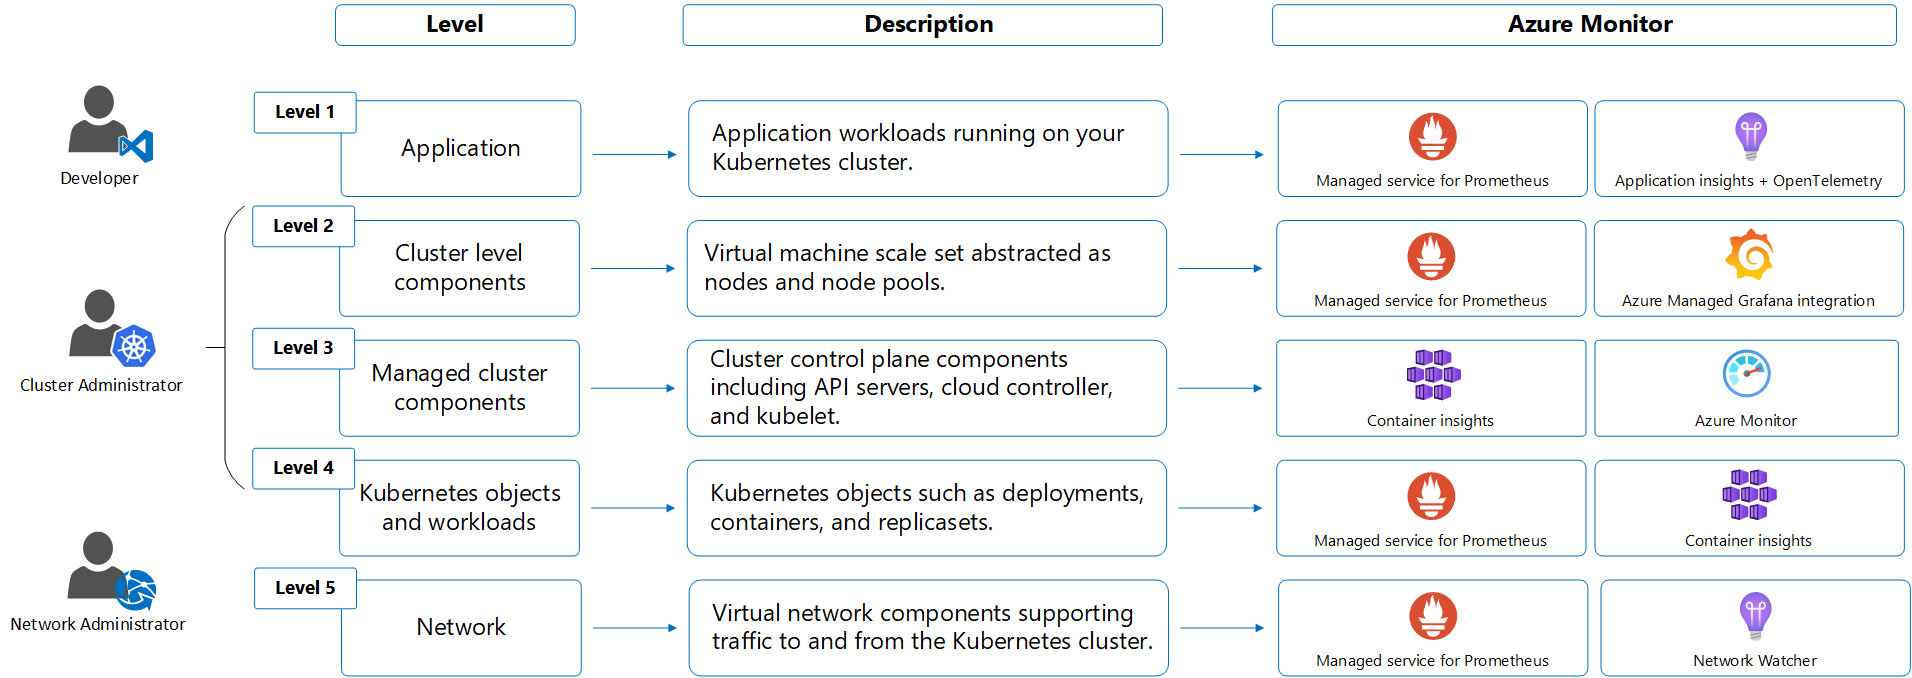 Level
Description
Azure Monitor
Developer
Level 1
Application
Application workloads running on your
Kubernetes cluster.
Managed service for Prometheus
Application insights + OpenTelemetry
Cluster Administrator
Level 2
Cluster level
components
Virtual machine scale set abstracted as
nodes and node pools.
Managed service for Prometheus
Azure Managed Grafana integration
Level 3
Managed cluster
components
Cluster control plane components
including API servers, cloud controller,
and kubelet.
Container insights
Azure Monitor
Level 4
Kubernetes objects
and workloads
Kubernetes objects such as deployments,
containers, and replicasets.
Managed service for Prometheus
Container insights
Network Administrator
Level 5
Network
Virtual network components supporting
traffic to and from the Kubernetes cluster.
Managed service for Prometheus
Network Watcher